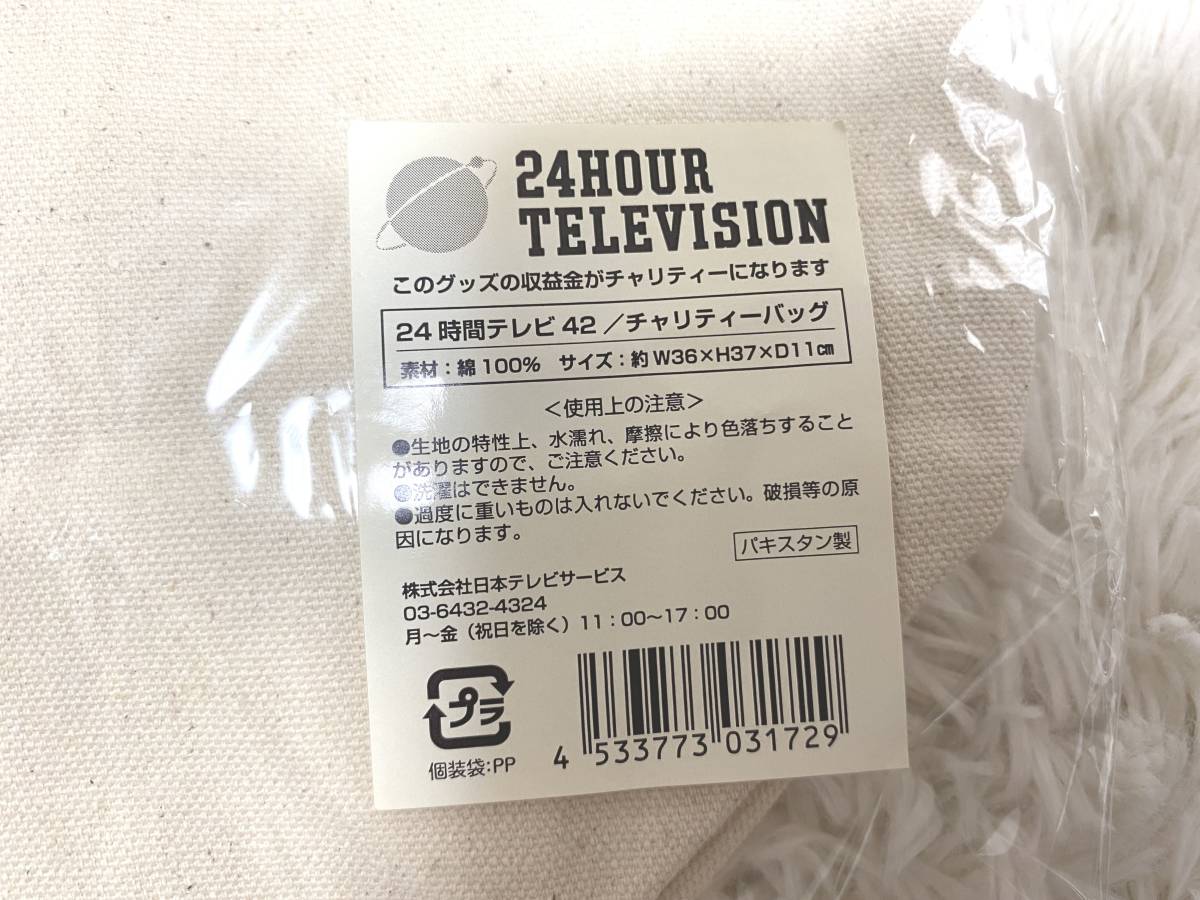 24HOUR
TELEVISION
このグッズの収益金がチャリティーになります
24時間テレビ42／チャリティーバッグ
素材：綿100％　サイズ：約W36×H37×D11㎝
＜使用上の注意＞
●生地の特性上、水濡れ、摩擦により色落ちすること
がありますので、ご注意ください。
●洗濯はできません。
●過度に重いものは入れないでください。破損等の原
因になります。
パキスタン製
株式会社日本テレビサービス
03-6432-4324
月～金（祝日を除く）11：00～17：00
プラ
個装袋:PP
4 533773 031729